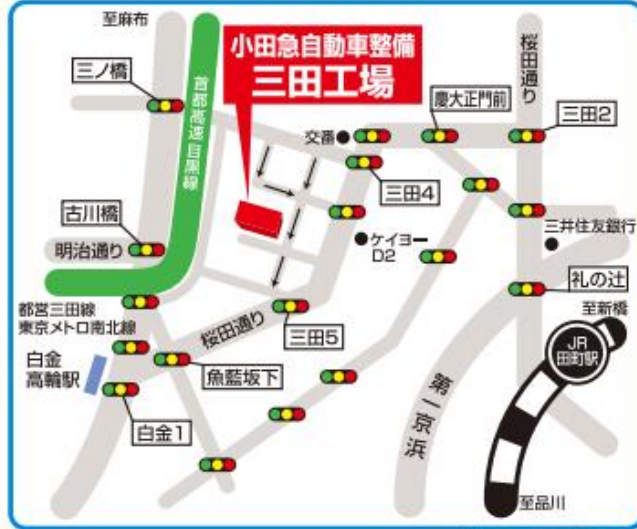 至麻布
三ノ橋
首都高速目黒線
小田急自動車整備
三田工場
桜田通り
慶大正門前
三田2
交番
三田4
古川橋
明治通り
ケイヨー
D2
三井住友銀行
礼の辻
至新橋
都営三田線
東京メトロ南北線
桜田通り
三田5
JR
田町駅
白金
高輪駅
魚藍坂下
白金1
第一京浜
至品川